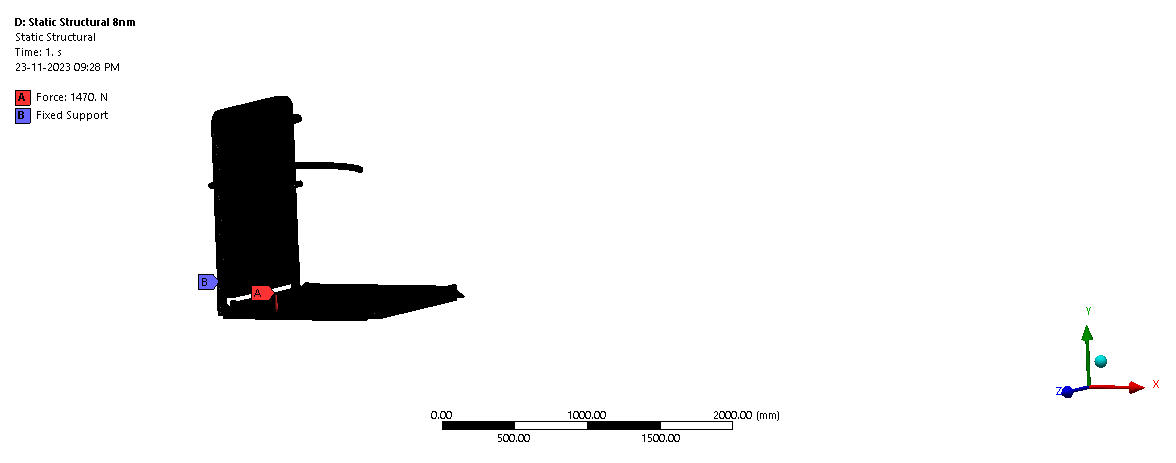 D: Static Structural 8nm
Static Structural
Time: 1. s
23-11-2023 09:28 PM
A Force: 1470. N
B Fixed Support
B
A
Y
Z X
0.00 1000.00 2000.00 (mm)
500.00 1500.00